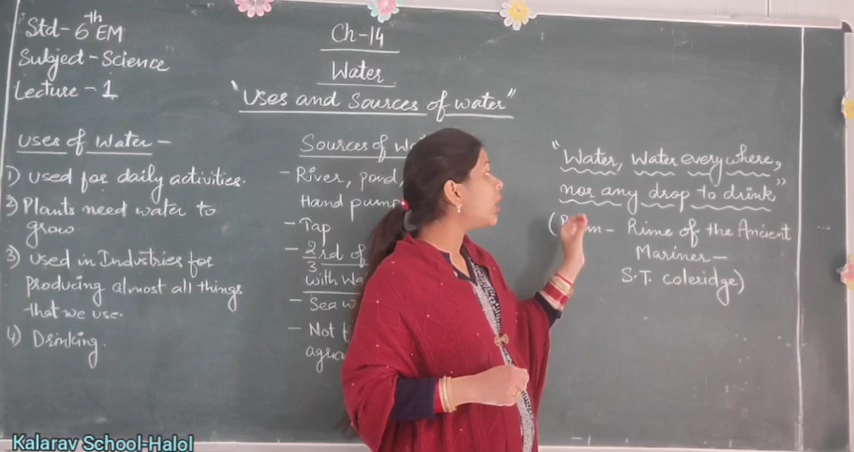 Std-6th EM
Subject-Science
Lecture-1
Ch-14
Water
"Uses and Sources of water"
Uses of Water-
1) used for daily activities.
2) Plants need water to
grow.
3) used in Industries for
producing almost all things
that we use.
4) Drinking.
Sources of
- River, pond
Hand pump
- Tap
- 2/3rd of
with
- Sea
- Not
"Water, Water every where,
nor any drop to drink"
( - Rime of the Ancient
Mariner-
S.T. coleridge)
Kalarav School-Halol